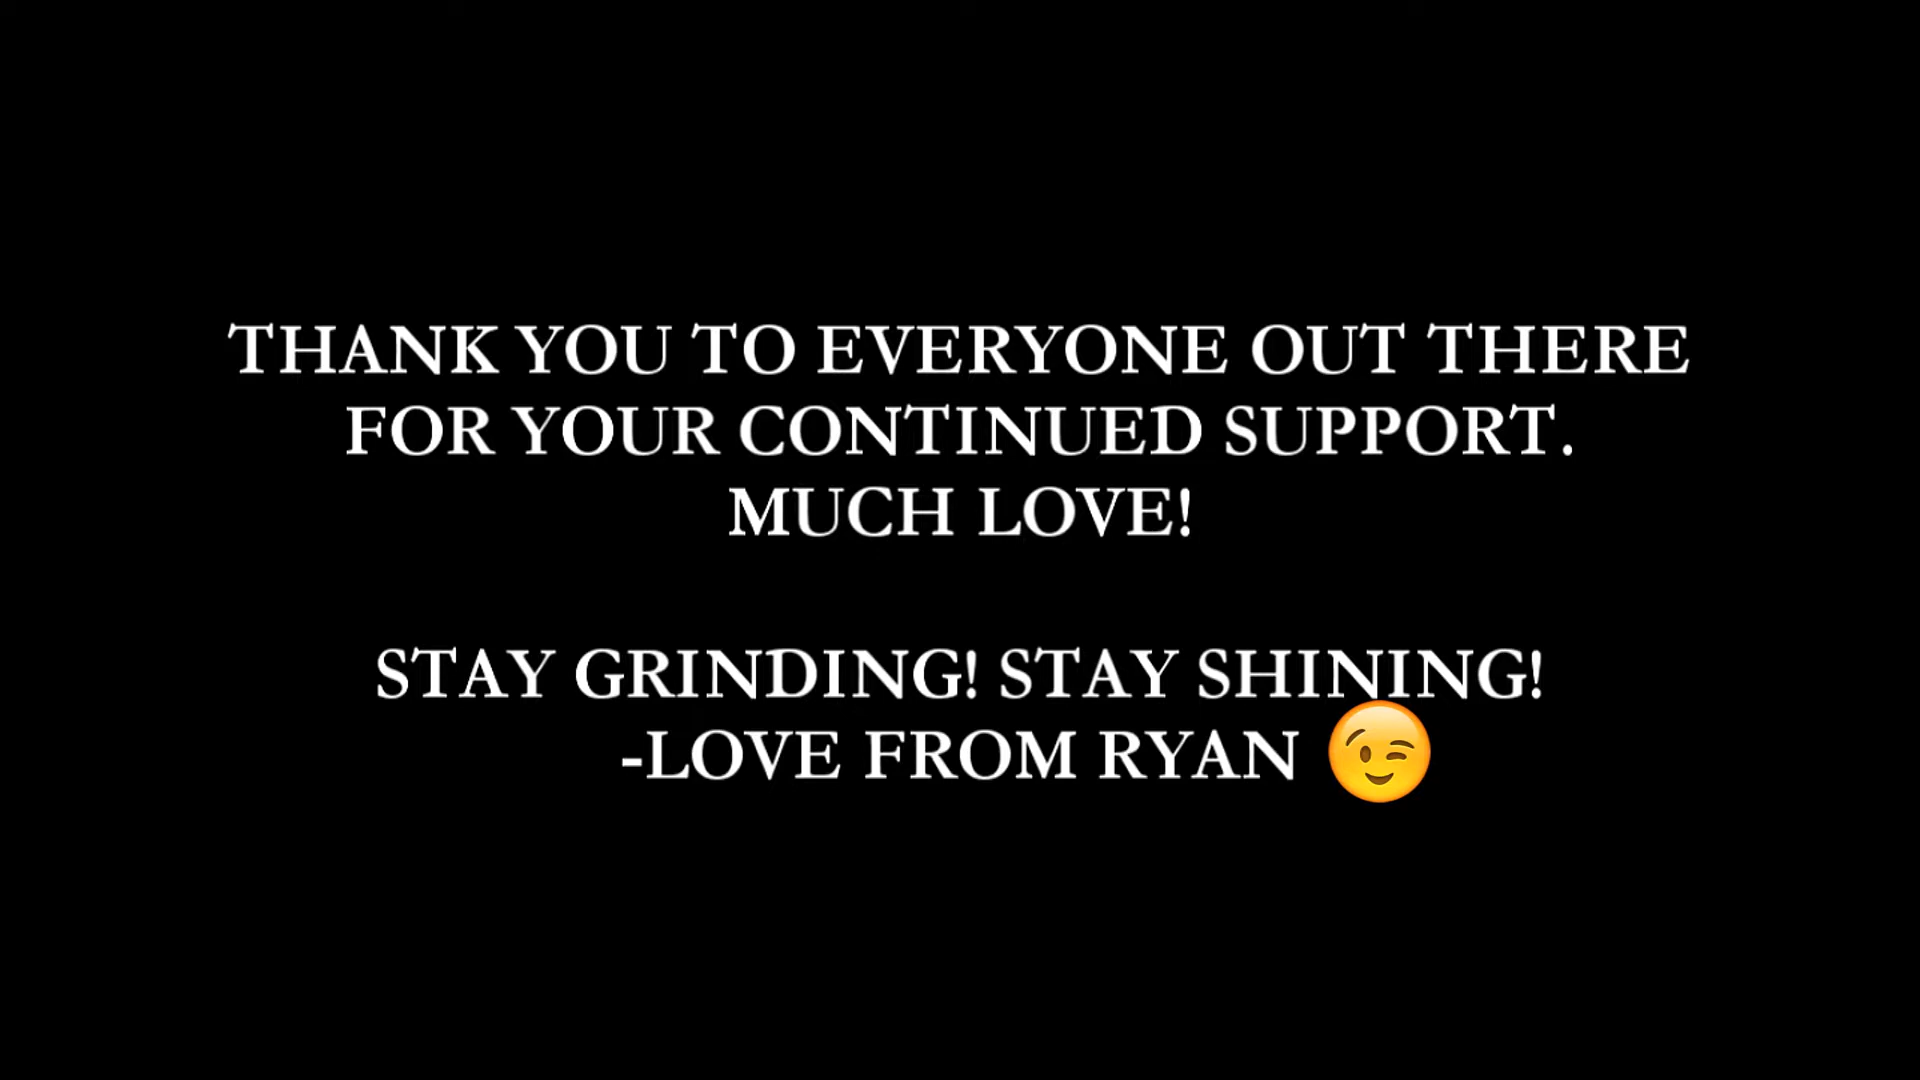 THANK YOU TO EVERYONE OUT THERE
FOR YOUR CONTINUED SUPPORT.
MUCH LOVE!
STAY GRINDING! STAY SHINING!
-LOVE FROM RYAN 😉